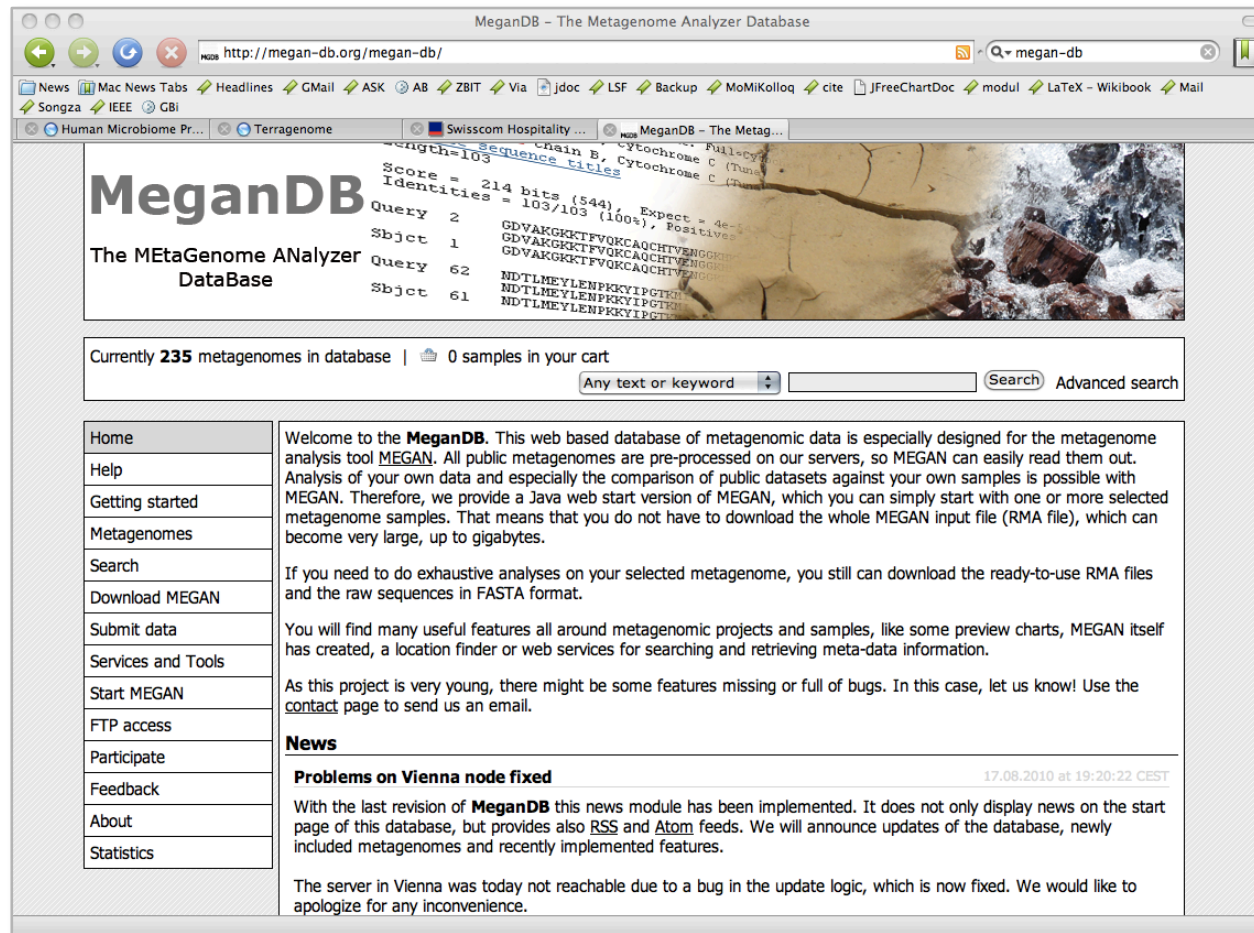 MeganDB – The Metagenome Analyzer Database
MGDB http://megan-db.org/megan-db/
megan-db
News Mac News Tabs Headlines GMail ASK AB ZBIT Via jdoc LSF Backup MoMiKolloq cite JFreeChartDoc modul LaTeX – Wikibook Mail
Songza IEEE GBi
Human Microbiome Pr... Terragenome Swisscom Hospitality ... MGDB MeganDB – The Metag...
MeganDB
The MEtaGenome ANalyzer
DataBase
sequence titles
chain B, Cytochrome C (Tuna
Length=103
Score = 214 bits (544), Expect = 4e-
Identities = 103/103 (100%), Positives
Query 2 GDVAKGKKTFVQKCAQCHTVENGGKH
GDVAKGKKTFVQKCAQCHTVENGGKH
Sbjct 1 GDVAKGKKTFVQKCAQCHTVENGGKH
Query 62 NDTLMEYLENPKKYIPGTKM
NDTLMEYLENPKKYIPGTKM
Sbjct 61 NDTLMEYLENPKKYIPGTKM
Currently 235 metagenomes in database | 0 samples in your cart
Any text or keyword Search Advanced search
Home
Help
Getting started
Metagenomes
Search
Download MEGAN
Submit data
Services and Tools
Start MEGAN
FTP access
Participate
Feedback
About
Statistics
Welcome to the MeganDB. This web based database of metagenomic data is especially designed for the metagenome
analysis tool MEGAN. All public metagenomes are pre-processed on our servers, so MEGAN can easily read them out.
Analysis of your own data and especially the comparison of public datasets against your own samples is possible with
MEGAN. Therefore, we provide a Java web start version of MEGAN, which you can simply start with one or more selected
metagenome samples. That means that you do not have to download the whole MEGAN input file (RMA file), which can
become very large, up to gigabytes.
If you need to do exhaustive analyses on your selected metagenome, you still can download the ready-to-use RMA files
and the raw sequences in FASTA format.
You will find many useful features all around metagenomic projects and samples, like some preview charts, MEGAN itself
has created, a location finder or web services for searching and retrieving meta-data information.
As this project is very young, there might be some features missing or full of bugs. In this case, let us know! Use the
contact page to send us an email.
News
Problems on Vienna node fixed 17.08.2010 at 19:20:22 CEST
With the last revision of MeganDB this news module has been implemented. It does not only display news on the start
page of this database, but provides also RSS and Atom feeds. We will announce updates of the database, newly
included metagenomes and recently implemented features.
The server in Vienna was today not reachable due to a bug in the update logic, which is now fixed. We would like to
apologize for any inconvenience.